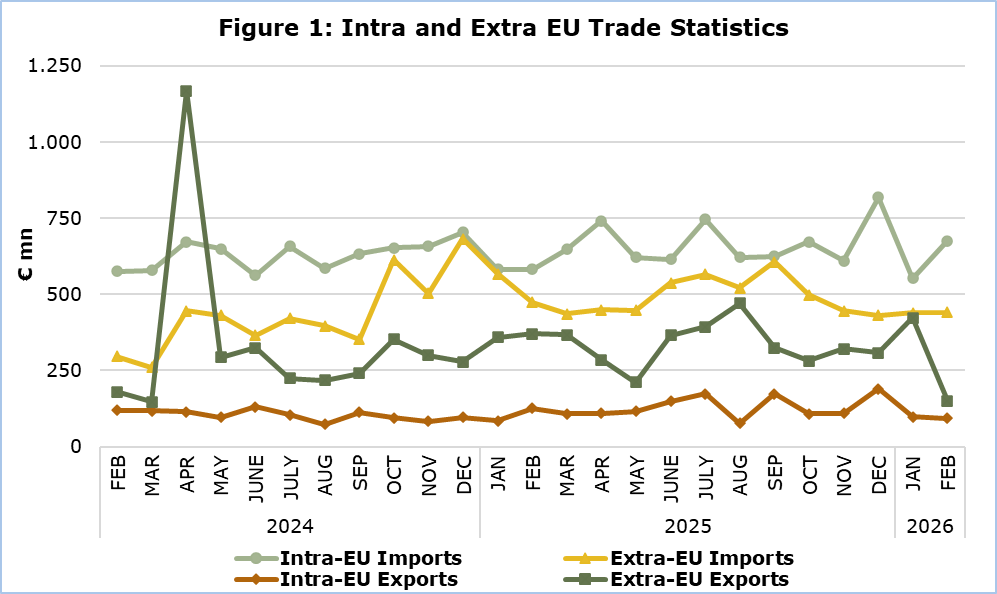 Figure 1: Intra and Extra EU Trade Statistics
1.250
1.000
750
500
250
0
€ mn
FEB MAR APR MAY JUNE JULY AUG SEP OCT NOV DEC JAN FEB MAR APR MAY JUNE JULY AUG SEP OCT NOV DEC JAN FEB
2024 2025 2026
Intra-EU Imports Extra-EU Imports
Intra-EU Exports Extra-EU Exports